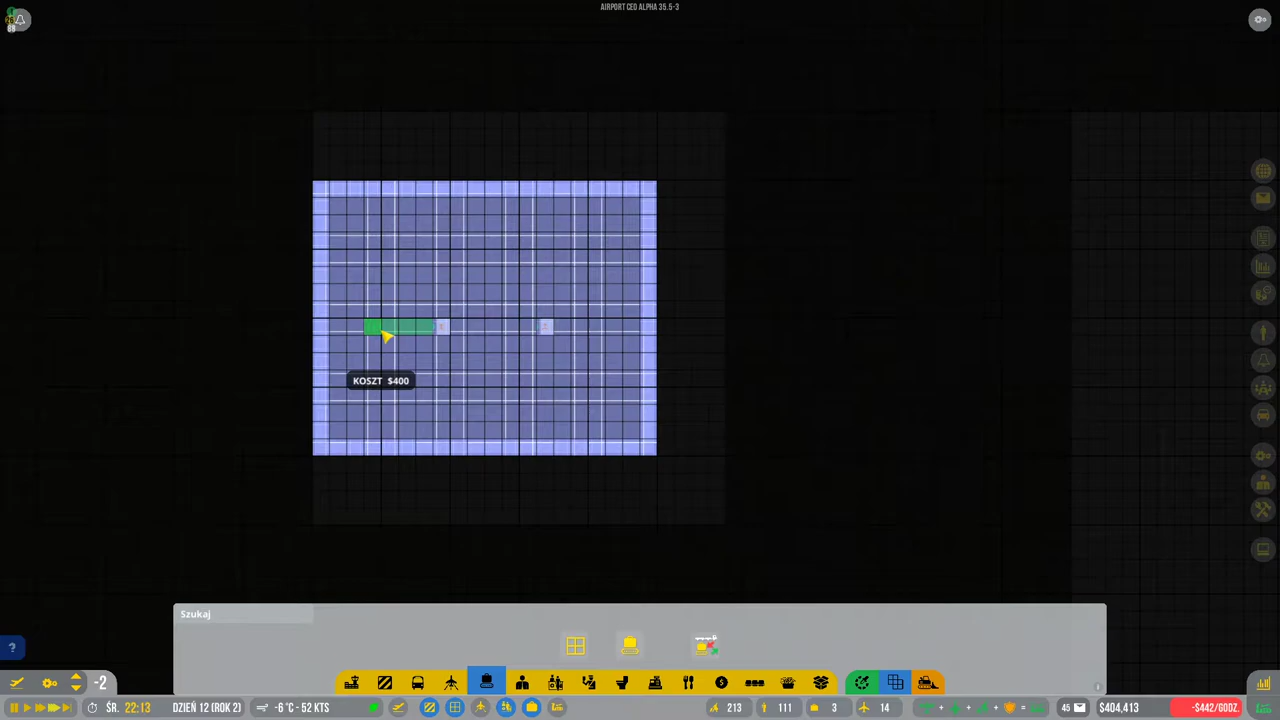 AIRPORT CEO ALPHA 35.5-3
KOSZT $400
Szukaj
?
-2
ŚR. 22:13 DZIEŃ 12 (ROK 2) -6 °C - 52 KTS 213 111 3 14 45 $404,413 -$442/GODZ.